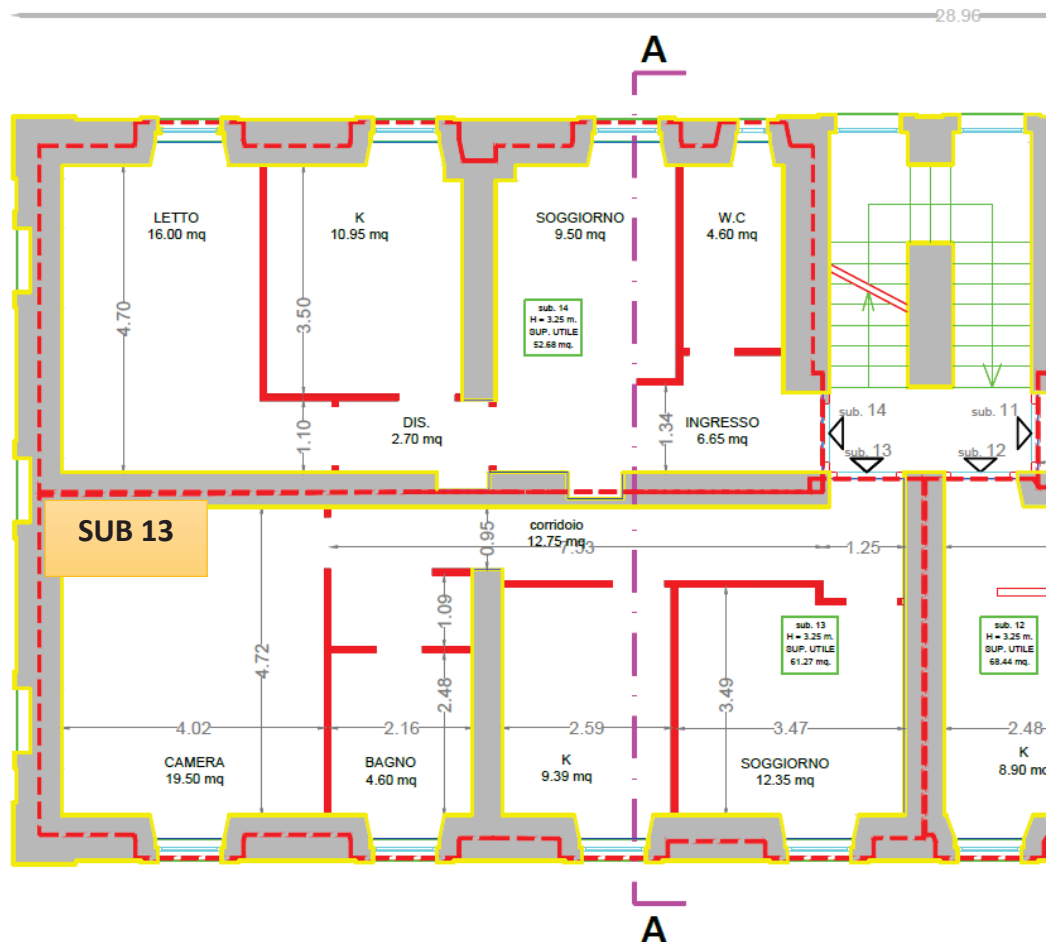 28.96
A
LETTO
16.00 mq
K
10.95 mq
SOGGIORNO
9.50 mq
W.C
4.60 mq
4.70
3.50
sub. 14
H = 3.25 m.
SUP. UTILE
52.68 mq.
DIS.
2.70 mq
1.10
1.34
INGRESSO
6.65 mq
sub. 14
sub. 11
sub. 13
sub. 12
SUB 13
corridoio
12.75 mq
0.95
7.53
1.25
1.09
4.72
2.48
3.49
sub. 13
H = 3.25 m.
SUP. UTILE
61.27 mq.
sub. 12
H = 3.25 m.
SUP. UTILE
68.44 mq.
4.02
2.16
2.59
3.47
2.48
CAMERA
19.50 mq
BAGNO
4.60 mq
K
9.39 mq
SOGGIORNO
12.35 mq
K
8.90 mq
A